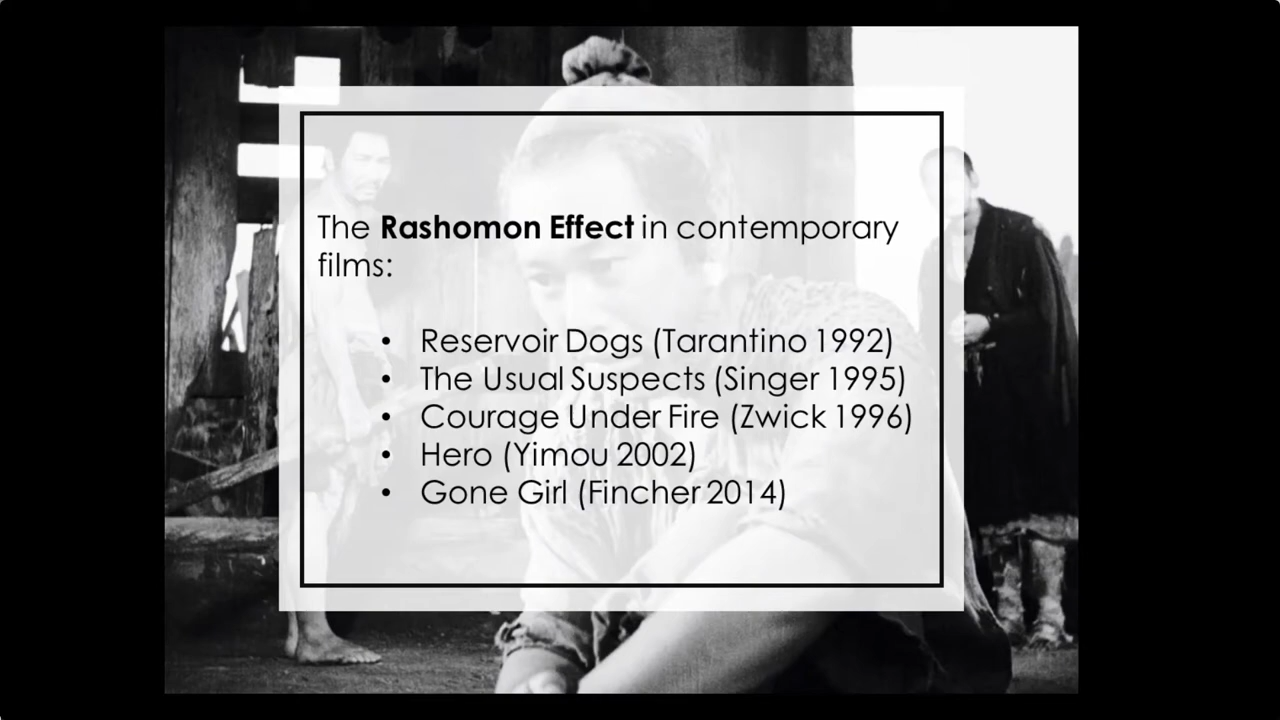 The Rashomon Effect in contemporary
films:
• Reservoir Dogs (Tarantino 1992)
• The Usual Suspects (Singer 1995)
• Courage Under Fire (Zwick 1996)
• Hero (Yimou 2002)
• Gone Girl (Fincher 2014)